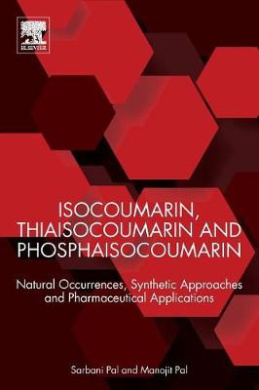 ELSEVIER
ISOCOUMARIN,
THIAISOCOUMARIN AND
PHOSPHAISOCOUMARIN
Natural Occurrences, Synthetic Approaches
and Pharmaceutical Applications
Sarbani Pal and Manojit Pal